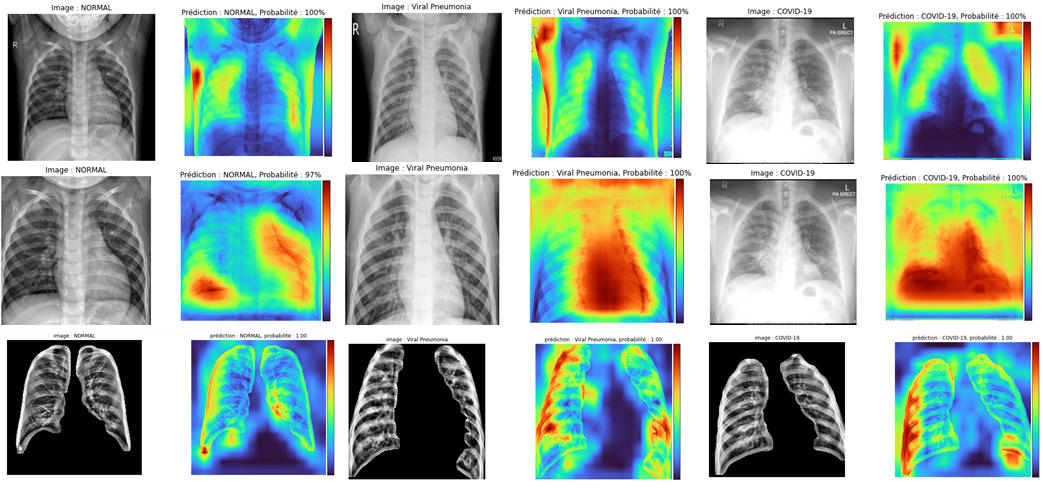 Image : NORMAL
Prédiction : NORMAL, Probabilité : 100%
Image : Viral Pneumonia
Prédiction : Viral Pneumonia, Probabilité : 100%
Image : COVID-19
Prédiction : COVID-19, Probabilité : 100%
R
R
R
L
PA ERECT
Image : NORMAL
Prédiction : NORMAL, Probabilité : 97%
Image : Viral Pneumonia
Prédiction : Viral Pneumonia, Probabilité : 100%
Image : COVID-19
Prédiction : COVID-19, Probabilité : 100%
R
L
PA ERECT
L
PA ERECT
image : NORMAL
prédiction : NORMAL, probabilité : 1.00
image : Viral Pneumonia
prédiction : Viral Pneumonia, probabilité : 1.00
image : COVID-19
prédiction : COVID-19, probabilité : 1.00